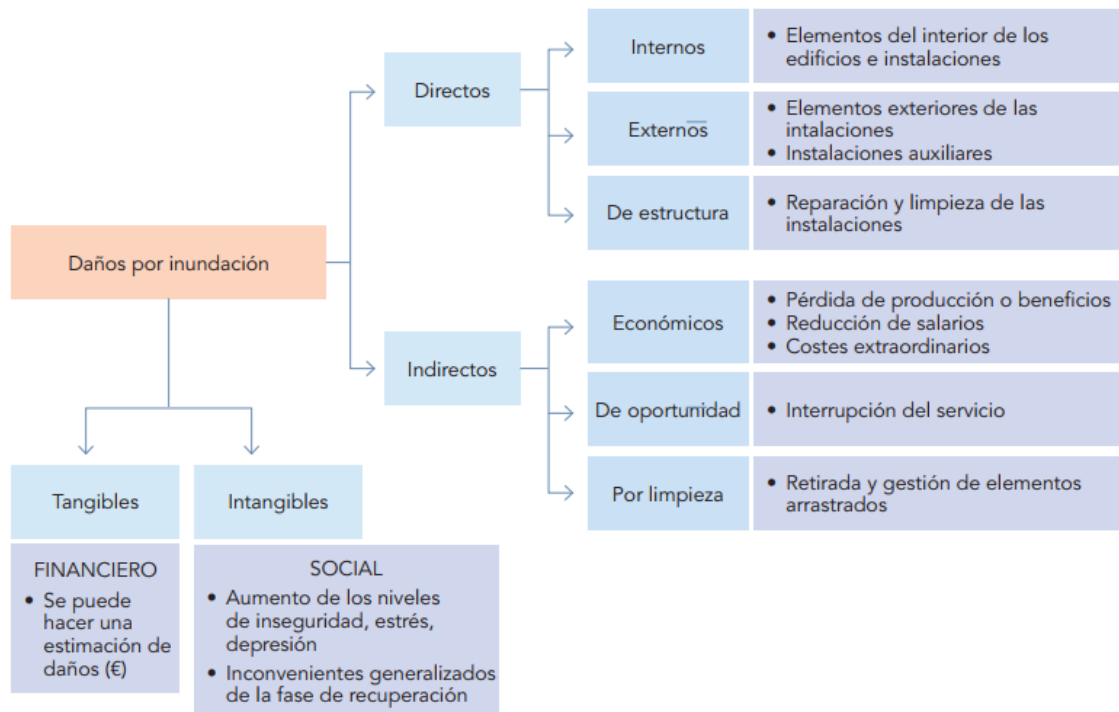 Internos
• Elementos del interior de los
edificios e instalaciones
Directos
Externos
• Elementos exteriores de las
intalaciones
• Instalaciones auxiliares
De estructura
• Reparación y limpieza de las
instalaciones
Daños por inundación
Económicos
• Pérdida de producción o beneficios
• Reducción de salarios
• Costes extraordinarios
Indirectos
De oportunidad
• Interrupción del servicio
Por limpieza
• Retirada y gestión de elementos
arrastrados
Tangibles
Intangibles
FINANCIERO
• Se puede
hacer una
estimación de
daños (€)
SOCIAL
• Aumento de los niveles
de inseguridad, estrés,
depresión
• Inconvenientes generalizados
de la fase de recuperación